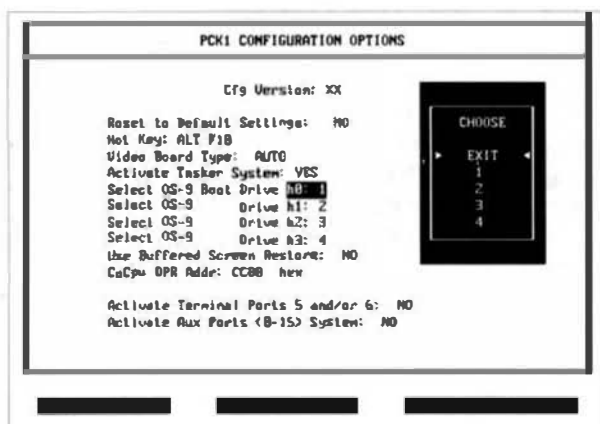 PCK1 CONFIGURATION OPTIONS
Cfg Version: XX
Reset to Default Settings: NO
Hot Key: ALT F10
Video Board Type: AUTO
Activate Tasker System: YES
Select OS-9 Boot Drive h0: 1
Select OS-9 Drive h1: 2
Select OS-9 Drive h2: 3
Select OS-9 Drive h3: 4
Use Buffered Screen Restore: NO
CoCpu DPR Addr: CC00 hex
Activate Terminal Ports 5 and/or 6: NO
Activate Aux Ports (8-15) System: NO
CHOOSE
EXIT
1
2
3
4